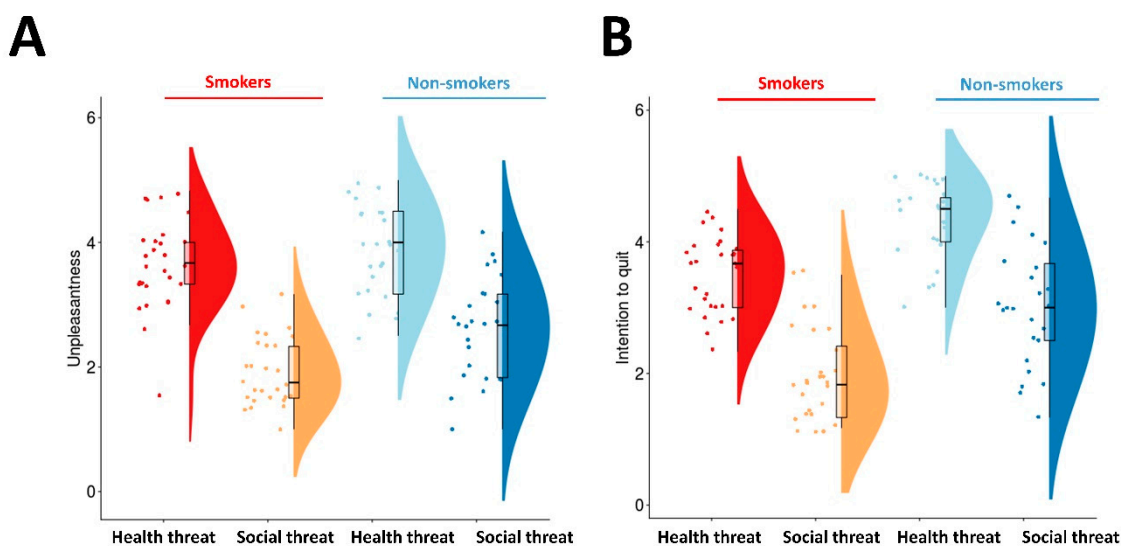 A
Smokers
Non-smokers
6
4
2
0
Unpleasantness
Health threat
Social threat
Health threat
Social threat
B
Smokers
Non-smokers
6
4
2
0
Intention to quit
Health threat
Social threat
Health threat
Social threat